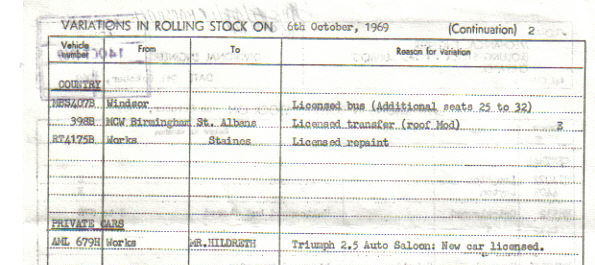 VARIATIONS IN ROLLING STOCK ON 6th October, 1969 (Continuation) 2
Vehicle number From To Reason for variation
COUNTRY
MBS407B Windsor Licensed bus (Additional seats 25 to 32)
398B MCW Birmingham St. Albans Licensed transfer (roof Mod)
RT4175B Works Staines Licensed repaint
PRIVATE CARS
AML 679H Works MR.HILDRETH Triumph 2.5 Auto Saloon: New car licensed.